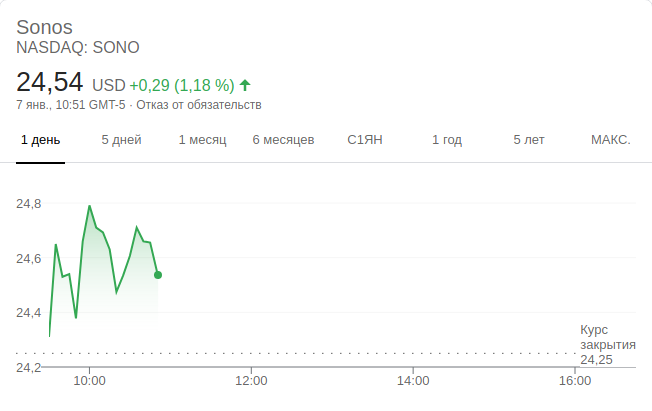 Sonos
NASDAQ: SONO
24,54 USD +0,29 (1,18 %)
7 янв., 10:51 GMT-5 · Отказ от обязательств
1 день 5 дней 1 месяц 6 месяцев С1ЯН 1 год 5 лет МАКС.
24,8
24,6
24,4
Курс
закрытия
24,25
24,2
10:00 12:00 14:00 16:00